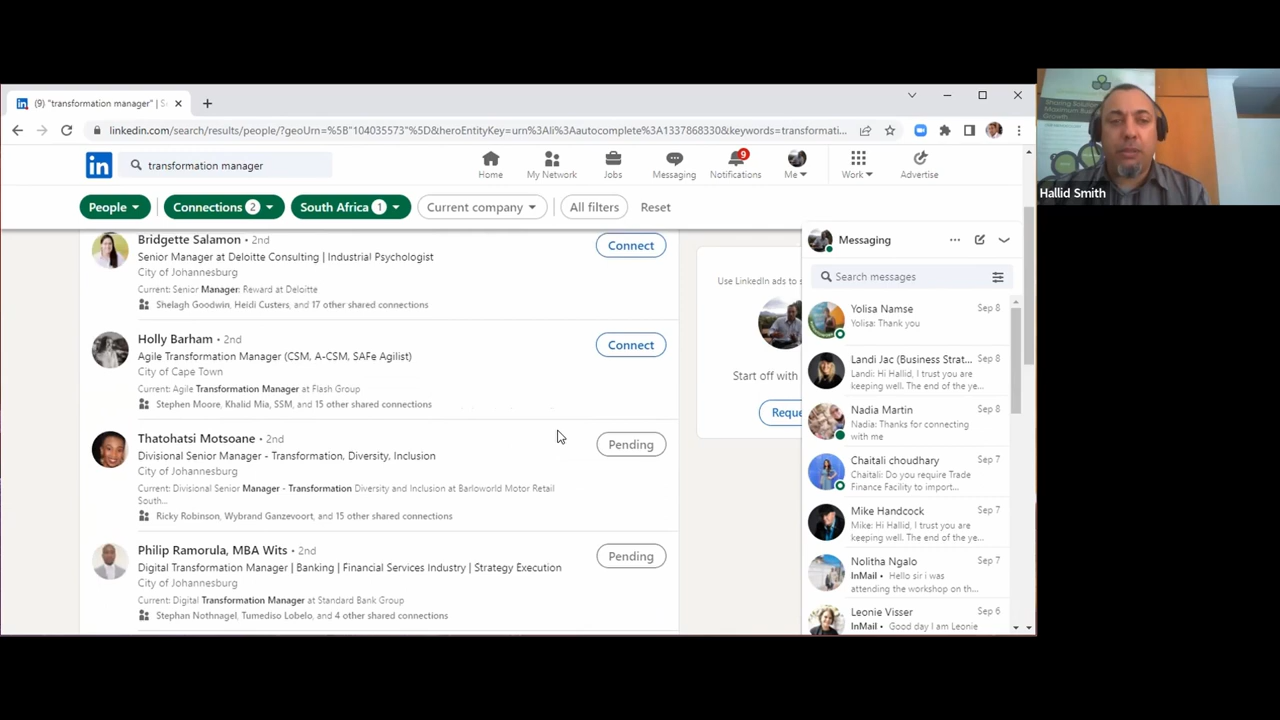 (9) "transformation manager" | S
linkedin.com/search/results/people/?geoUrn=%5B"104035573"%5D&heroEntityKey=urn%3Ali%3Aautocomplete%3A1337868330&keywords=transformati...
in
transformation manager
Home
My Network
Jobs
Messaging
9
Notifications
Me
Work
Advertise
People
Connections 2
South Africa 1
Current company
All filters
Reset
Bridgette Salamon • 2nd
Senior Manager at Deloitte Consulting | Industrial Psychologist
City of Johannesburg
Current: Senior Manager: Reward at Deloitte
Shelagh Goodwin, Heidi Custers, and 17 other shared connections
Connect
Holly Barham • 2nd
Agile Transformation Manager (CSM, A-CSM, SAFe Agilist)
City of Cape Town
Current: Agile Transformation Manager at Flash Group
Stephen Moore, Khalid Mia, SSM, and 15 other shared connections
Connect
Thatohatsi Motsoane • 2nd
Divisional Senior Manager - Transformation, Diversity, Inclusion
City of Johannesburg
Current: Divisional Senior Manager - Transformation Diversity and Inclusion at Barloworld Motor Retail
South...
Ricky Robinson, Wybrand Ganzevoort, and 15 other shared connections
Pending
Philip Ramorula, MBA Wits • 2nd
Digital Transformation Manager | Banking | Financial Services Industry | Strategy Execution
City of Johannesburg
Current: Digital Transformation Manager at Standard Bank Group
Stephan Nothnagel, Tumediso Lobelo, and 4 other shared connections
Pending
Use LinkedIn ads to s
Start off with
Reque
Messaging
Search messages
Yolisa Namse Sep 8
Yolisa: Thank you
Landi Jac (Business Strat... Sep 8
Landi: Hi Hallid, I trust you are
keeping well. The end of the ye...
Nadia Martin Sep 8
Nadia: Thanks for connecting
with me
Chaitali choudhary Sep 7
Chaitali: Do you require Trade
Finance Facility to import...
Mike Handcock Sep 7
Mike: Hi Hallid, I trust you are
keeping well. The end of the ye...
Nolitha Ngalo Sep 7
InMail • Hello sir i was
attending the workshop on th...
Leonie Visser Sep 6
InMail • Good day I am Leonie
Sharing Solution
Maximum Bus
Growth
Hallid Smith